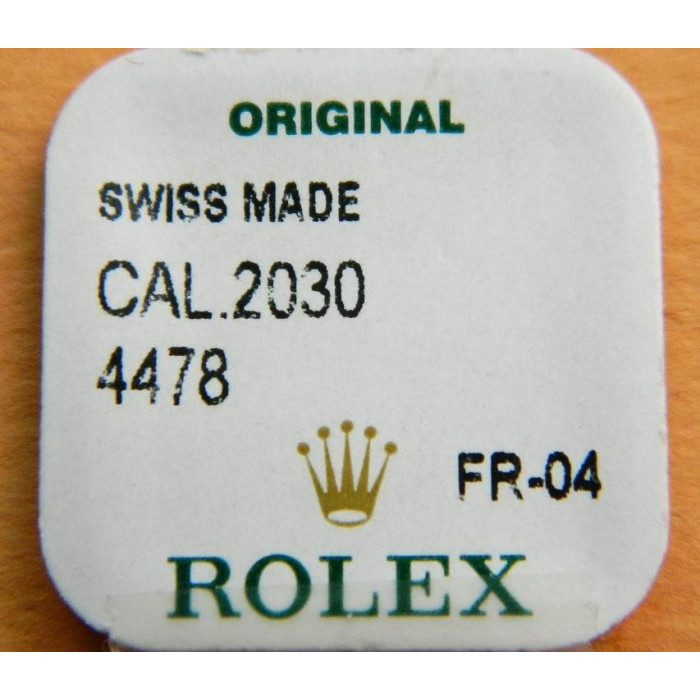 ORIGINAL
SWISS MADE
CAL.2030
4478
FR-04
ROLEX